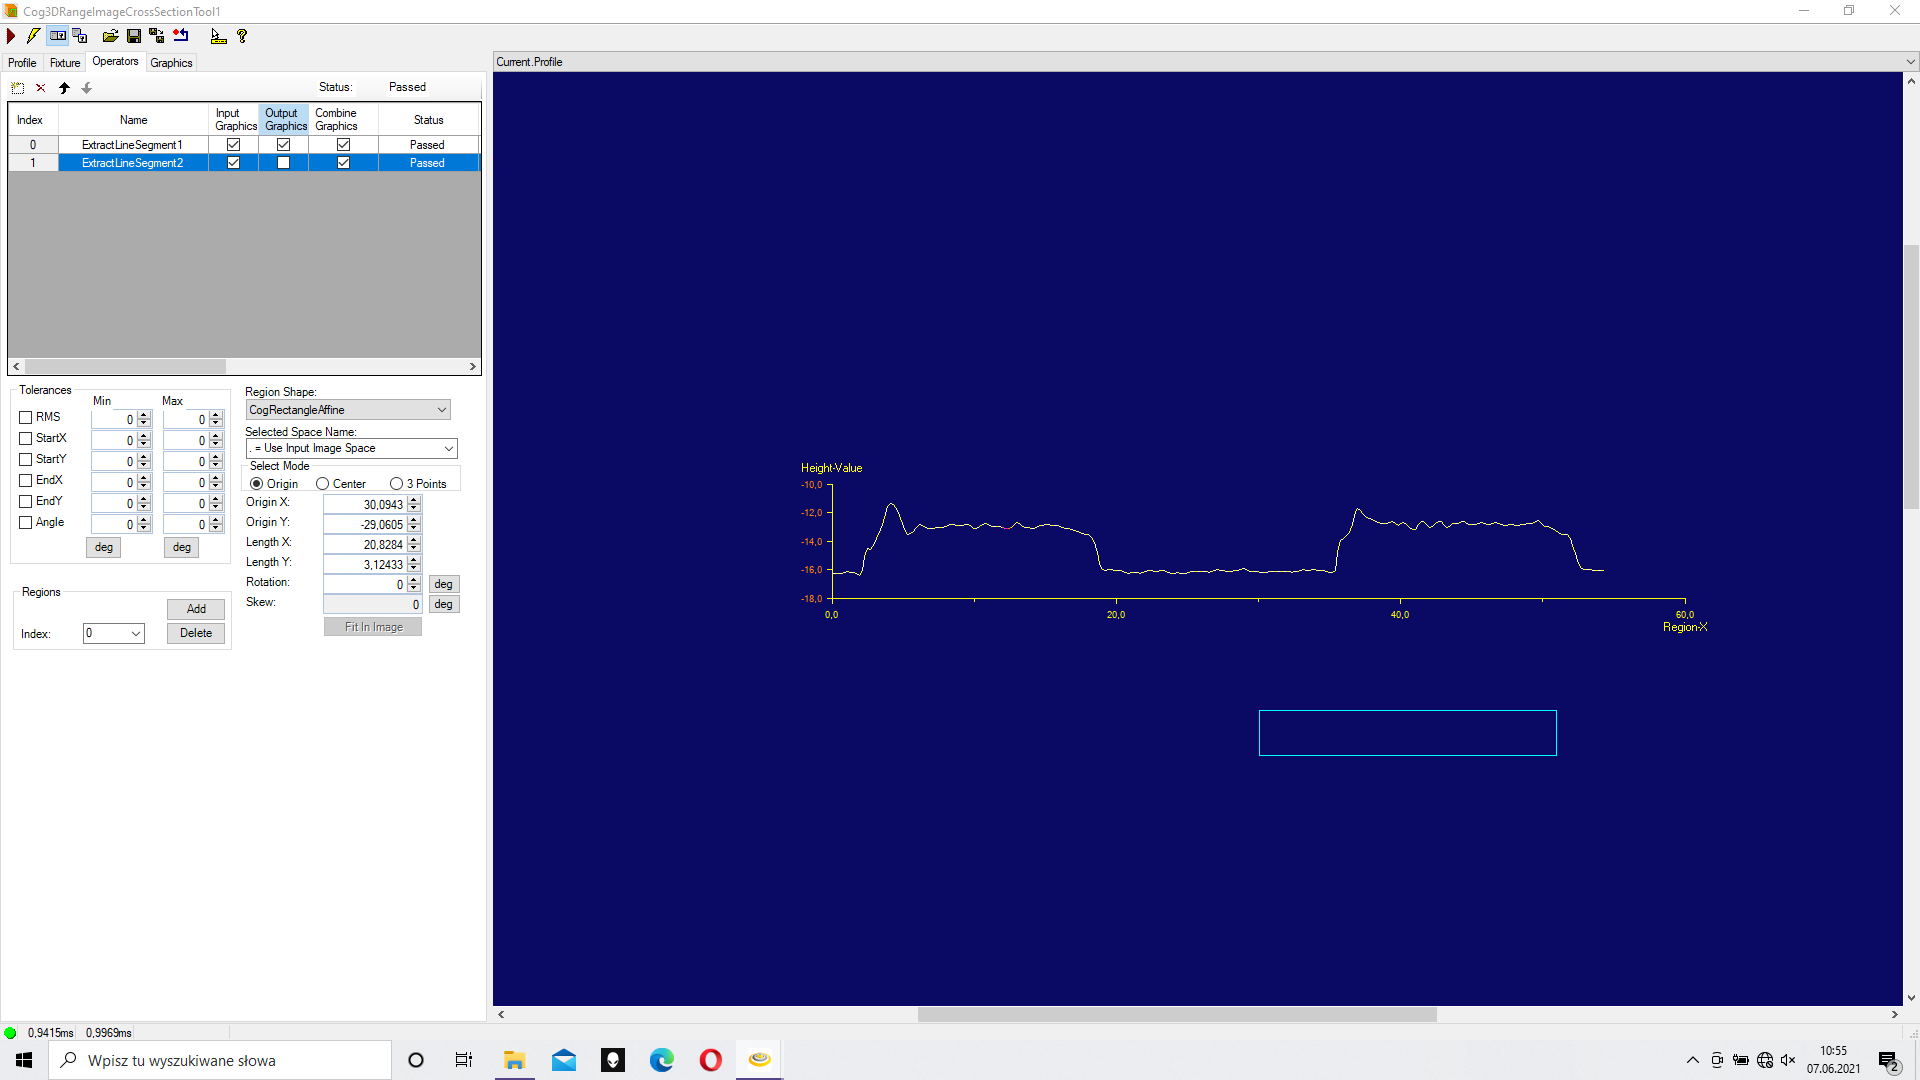 Cog3DRangeImageCrossSectionTool1
Profile Fixture Operators Graphics
Status: Passed
Index Name Input Graphics Output Graphics Combine Graphics Status
0 ExtractLineSegment1 Passed
1 ExtractLineSegment2 Passed
Tolerances
Min Max
RMS 0 0
StartX 0 0
StartY 0 0
EndX 0 0
EndY 0 0
Angle 0 0
deg deg
Regions
Add
Index: 0 Delete
Region Shape:
CogRectangleAffine
Selected Space Name:
. = Use Input Image Space
Select Mode
Origin Center 3 Points
Origin X: 30,0943
Origin Y: -29,0605
Length X: 20,8284
Length Y: 3,12433
Rotation: 0 deg
Skew: 0 deg
Fit In Image
Current.Profile
Height-Value
-10,0
-12,0
-14,0
-16,0
-18,0
0,0 20,0 40,0 60,0
Region-X
0,9415ms 0,9969ms
Wpisz tu wyszukiwane słowa
10:55
07.06.2021
2